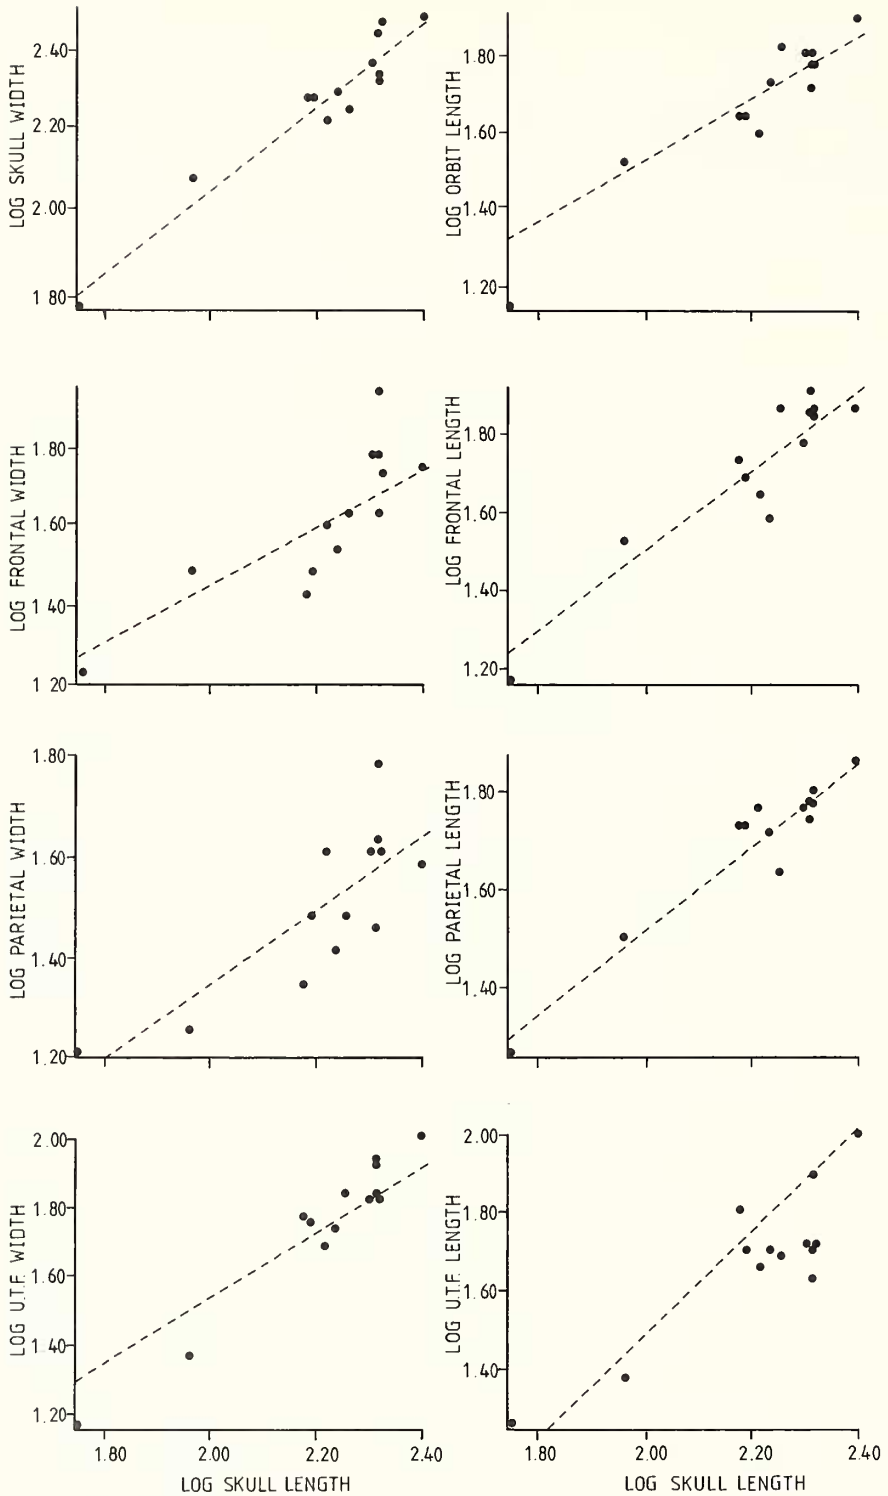 LOG SKULL WIDTH
2.40
2.20
2.00
1 80
LOG ORBIT LENGTH
1.80
1.60
1.40
1.20
LOG FRONTAL WIDTH
1.80
1.60
1.40
1 20
LOG FRONTAL LENGTH
1.80
1.60
1.40
1.20
LOG PARIETAL WIDTH
1.80
1.60
1.40
1.20
LOG PARIETAL LENGTH
1.80
1.60
1.40
LOG U.T.F. WIDTH
2.00
1.80
1.60
1.40
1.20
1.80 2.00 2.20 2.40
LOG SKULL LENGTH
LOG U.T.F. LENGTH
2.00
1.80
1.60
1.40
1.80 2.00 2.20 2.40
LOG SKULL LENGTH